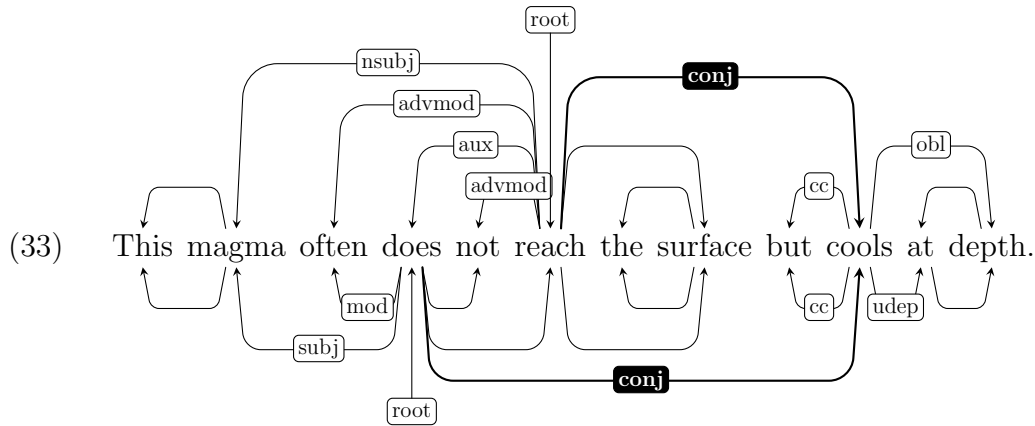 root
nsubj
conj
advmod
aux
obl
advmod
cc
(33) This magma often does not reach the surface but cools at depth.
mod
cc
udep
subj
conj
root